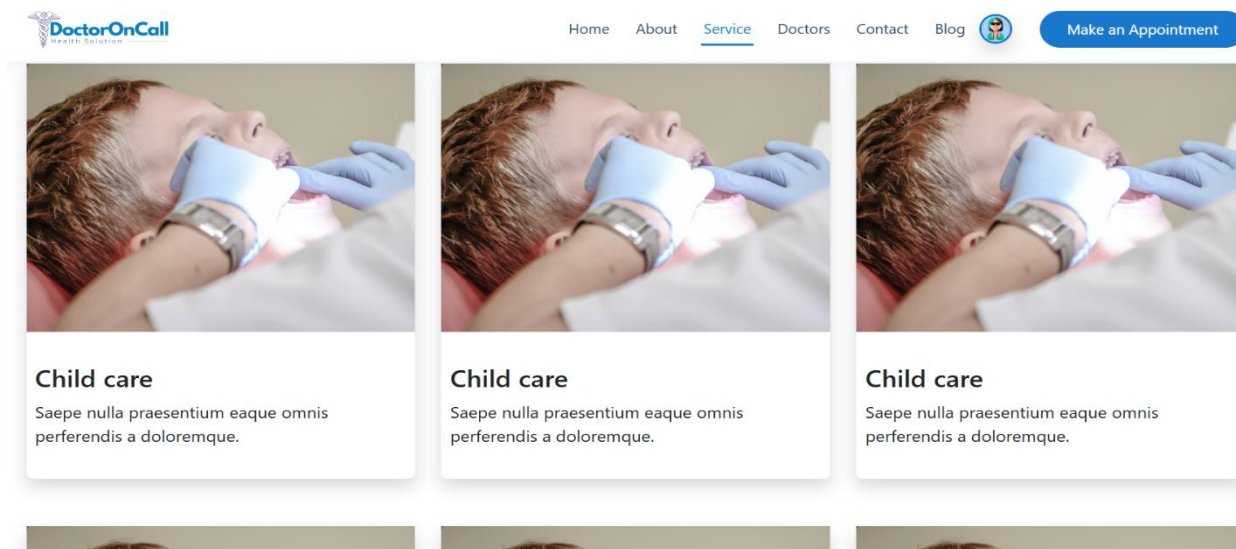 DoctorOnCall
Health Solution
Home About Service Doctors Contact Blog Make an Appointment
Child care
Saepe nulla praesentium eaque omnis
perferendis a doloremque.
Child care
Saepe nulla praesentium eaque omnis
perferendis a doloremque.
Child care
Saepe nulla praesentium eaque omnis
perferendis a doloremque.